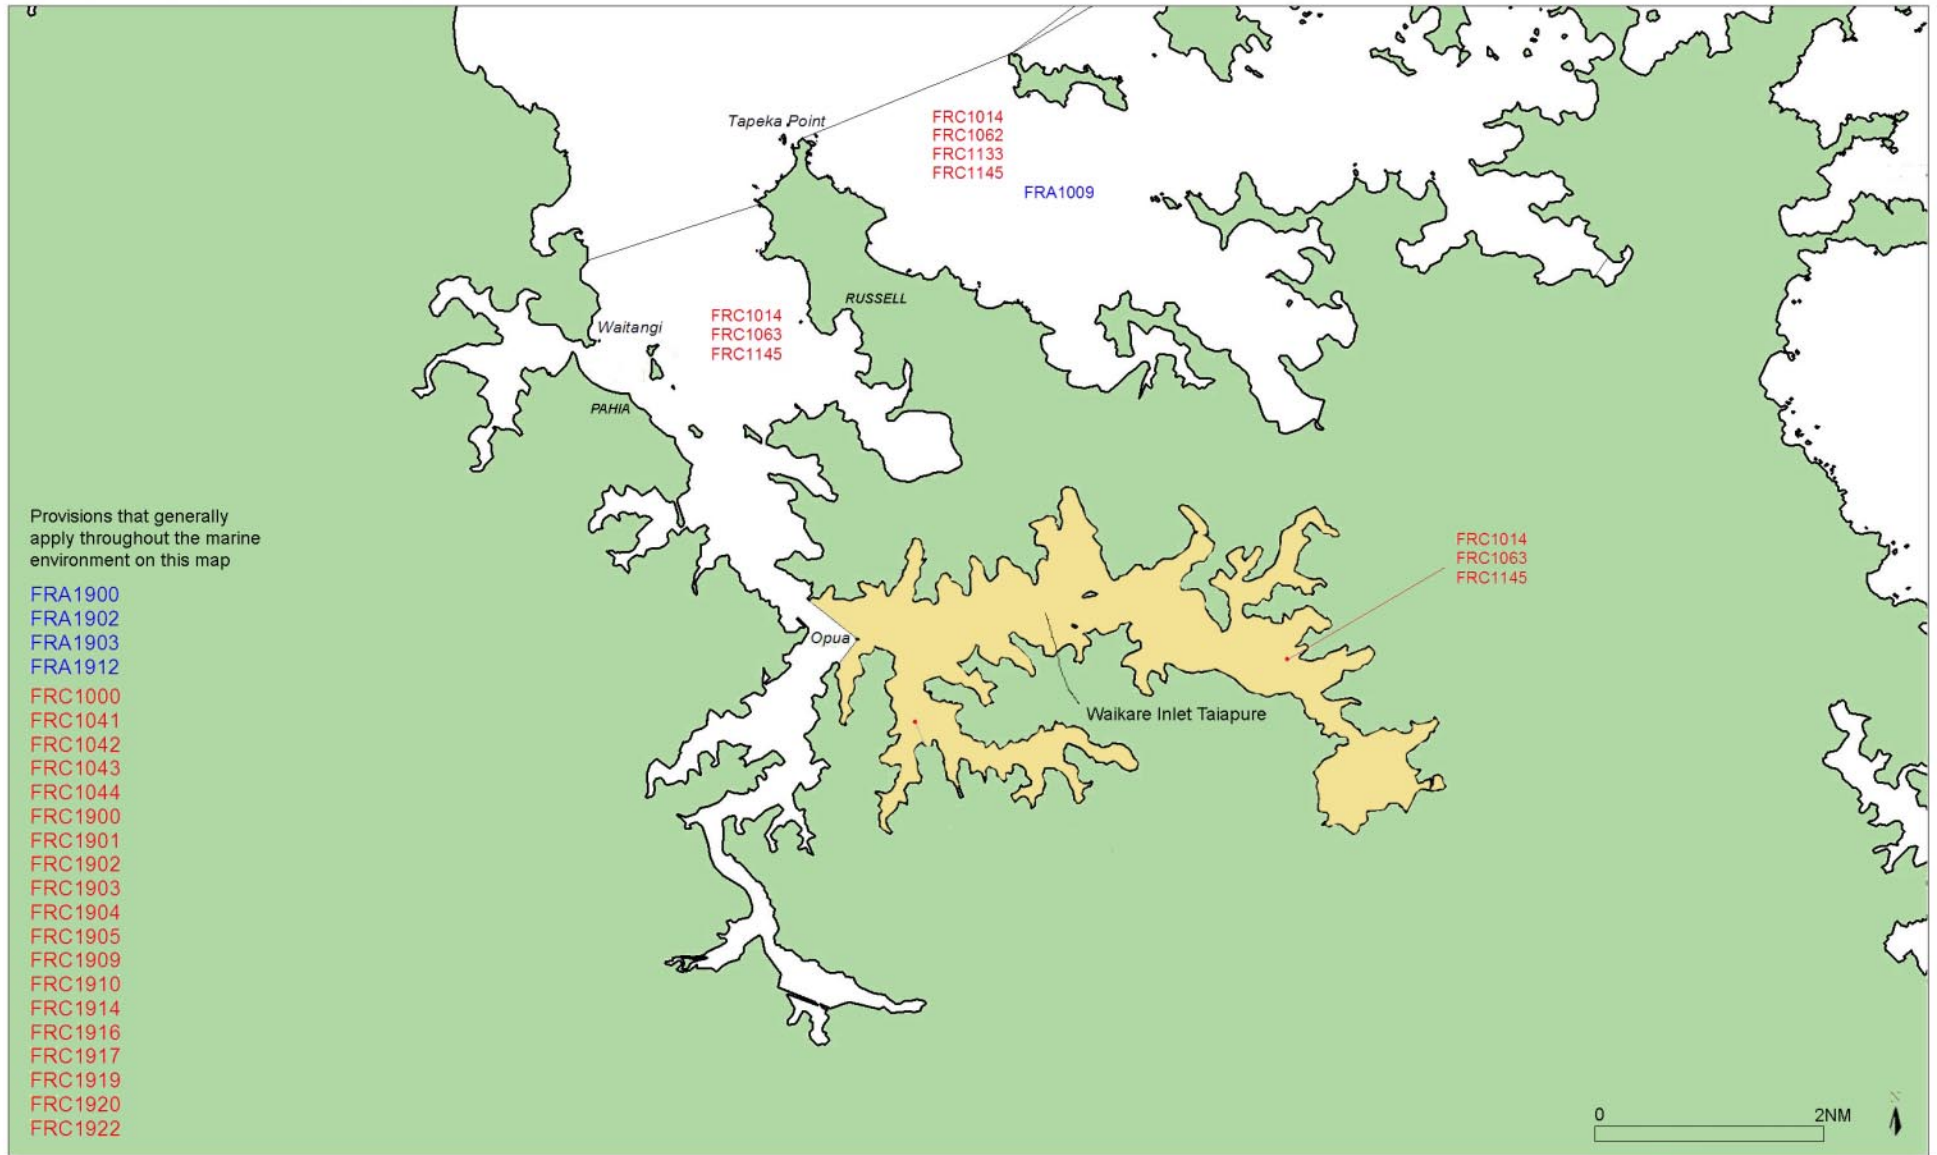 Tapeka Point
FRC1014
FRC1062
FRC1133
FRC1145
FRA1009
RUSSELL
FRC1014
FRC1063
FRC1145
Waitangi
PAHIA
Provisions that generally
apply throughout the marine
environment on this map
FRA1900
FRA1902
FRA1903
FRA1912
FRC1000
FRC1041
FRC1042
FRC1043
FRC1044
FRC1900
FRC1901
FRC1902
FRC1903
FRC1904
FRC1905
FRC1909
FRC1910
FRC1914
FRC1916
FRC1917
FRC1919
FRC1920
FRC1922
FRC1014
FRC1063
FRC1145
Opua
Waikare Inlet Taiapure
0 2NM
N